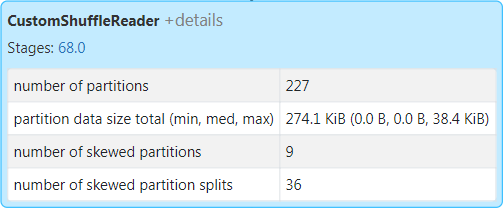 CustomShuffleReader +details
Stages: 68.0
number of partitions 227
partition data size total (min, med, max) 274.1 KiB (0.0 B, 0.0 B, 38.4 KiB)
number of skewed partitions 9
number of skewed partition splits 36